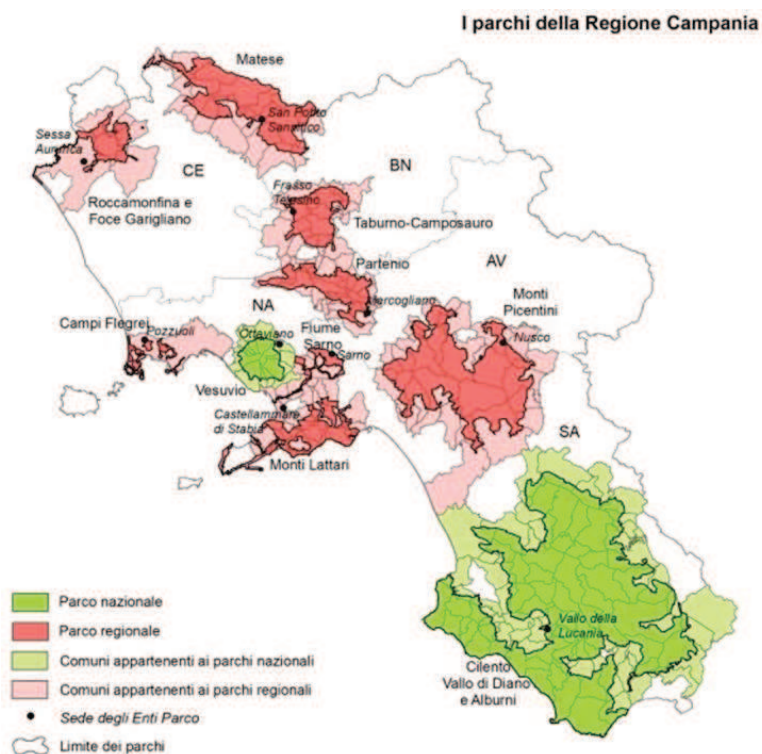 I parchi della Regione Campania
Matese
San Potito
Sannitico
Sessa
Aurunca
CE
BN
Roccamonfina e
Foce Garigliano
Frasso
Telesino
Taburno-Camposauro
Partenio
AV
Mercogliano
Monti
Picentini
NA
Campi Flegrei
Pozzuoli
Ottaviano
Fiume
Sarno
Sarno
Nusco
Vesuvio
Castellammare
di Stabia
SA
Monti Lattari
Parco nazionale
Parco regionale
Comuni appartenenti ai parchi nazionali
Comuni appartenenti ai parchi regionali
Sede degli Enti Parco
Limite dei parchi
Vallo della
Lucania
Cilento
Vallo di Diano
e Alburni